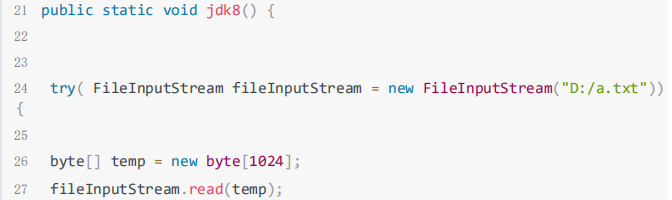 21 public static void jdk8() {
22
23
24 try( FileInputStream fileInputStream = new FileInputStream("D:/a.txt"))
{
25
26 byte[] temp = new byte[1024];
27 fileInputStream.read(temp);